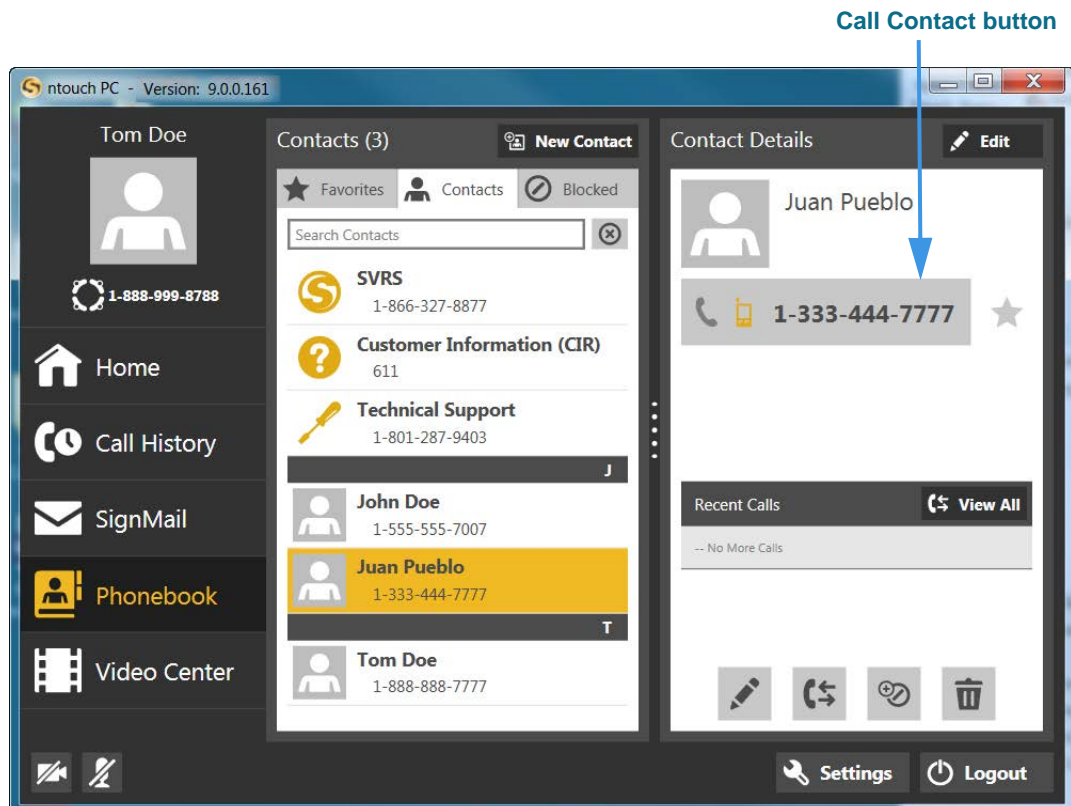 Call Contact button
ntouch PC - Version: 9.0.0.161
Tom Doe
1-888-999-8788
Home
Call History
SignMail
Phonebook
Video Center
Contacts (3)
New Contact
Favorites
Contacts
Blocked
Search Contacts
SVRS
1-866-327-8877
Customer Information (CIR)
611
Technical Support
1-801-287-9403
J
John Doe
1-555-555-7007
Juan Pueblo
1-333-444-7777
T
Tom Doe
1-888-888-7777
Contact Details
Edit
Juan Pueblo
1-333-444-7777
Recent Calls
View All
-- No More Calls
Settings
Logout